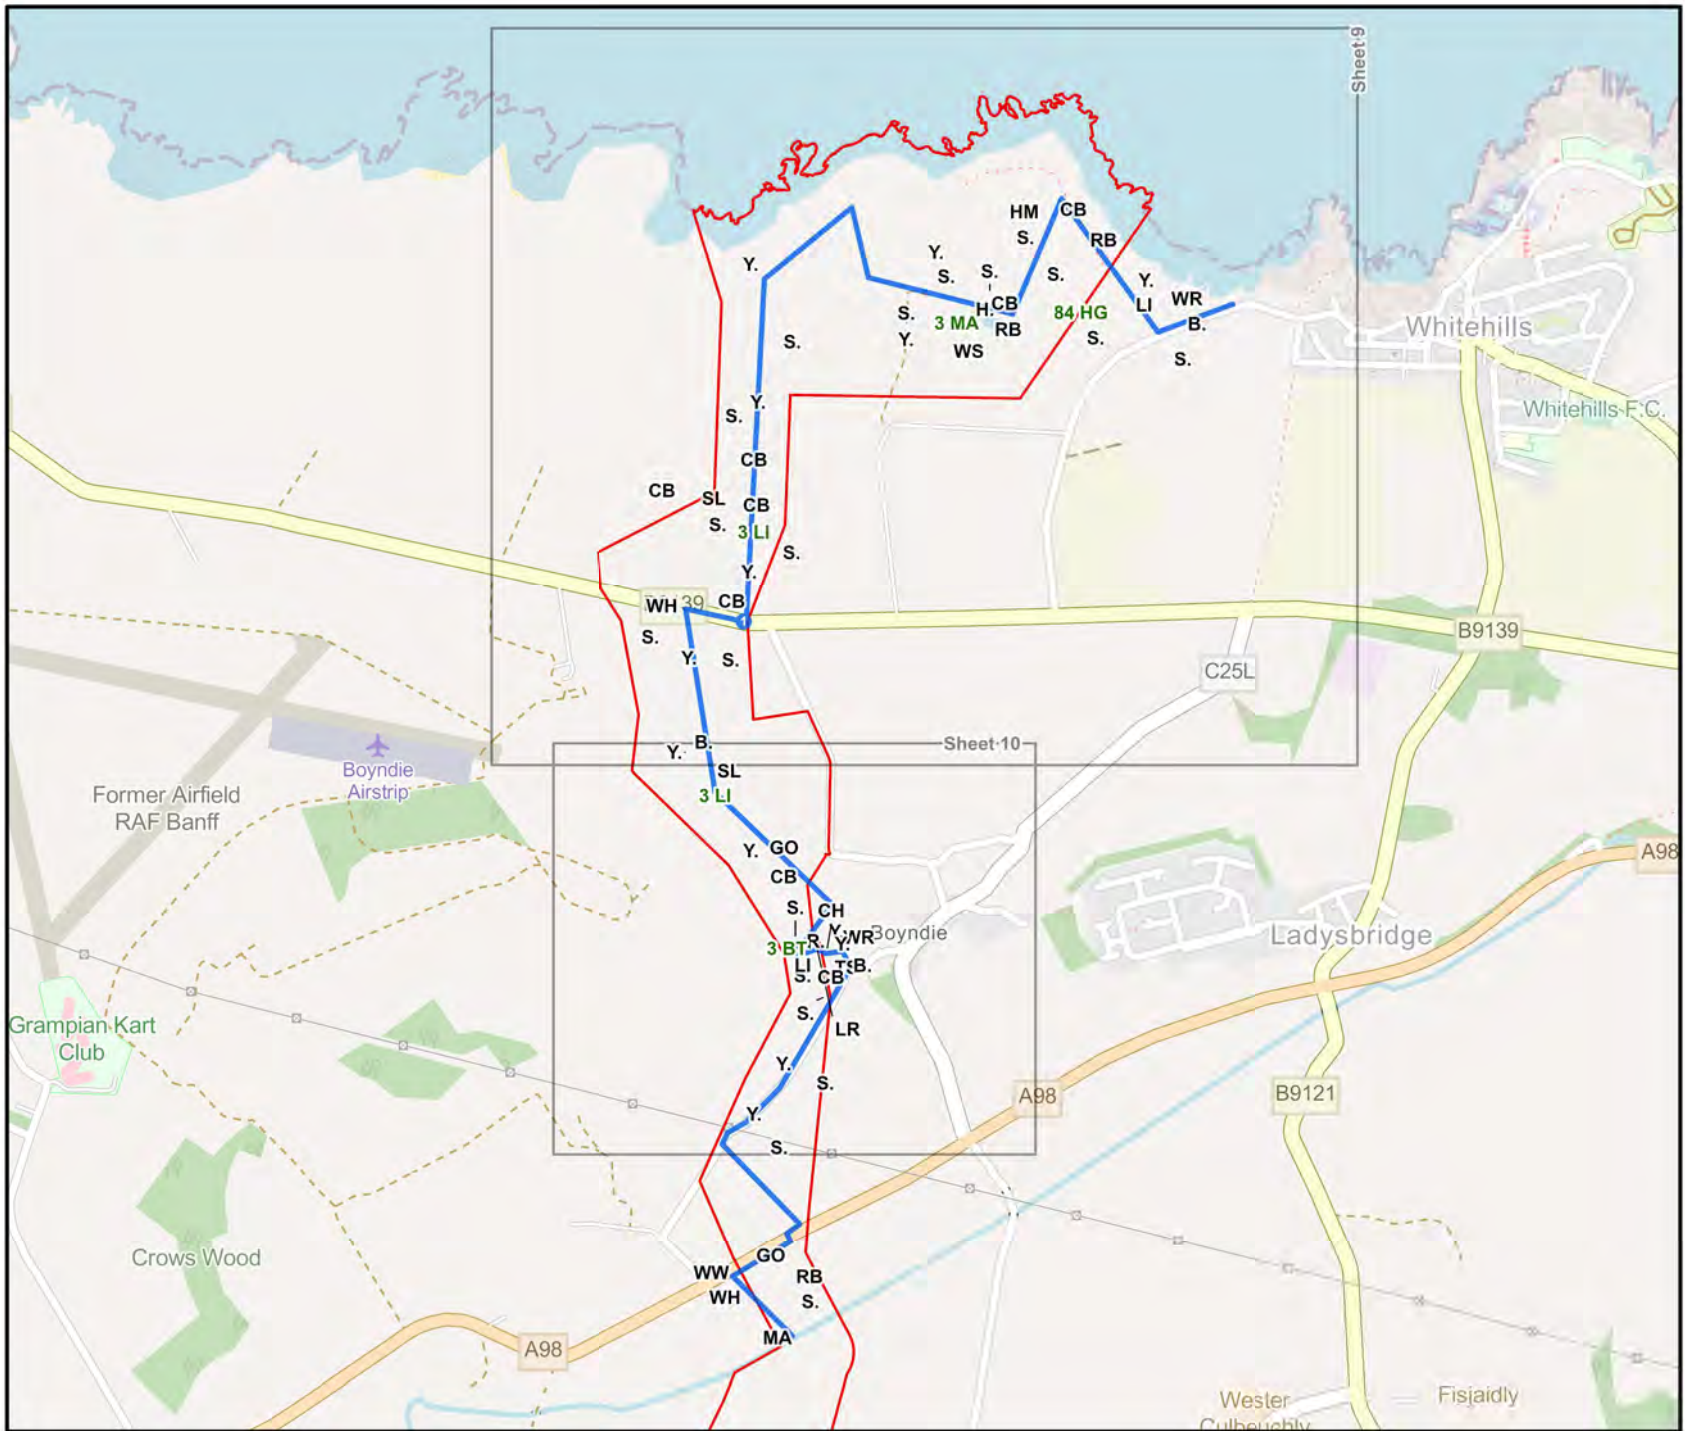 Sheet 9
HM
CB
S.
RB
Y.
S.
S.
S.
Y.
Y.
LI
WR
B.
S.
H.
CB
3 MA
RB
84 HG
WS
S.
Y.
S.
S.
Whitehills
S.
Y.
Whitehills F.C.
S.
CB
CB
SL
CB
S.
3 LI
S.
Y.
WH
39
CB
S.
B9139
Y.
S.
C25L
B.
Sheet 10
Y.
SL
Boyndie
Airstrip
3 LI
Former Airfield
RAF Banff
Y.
GO
CB
A98
S.
CH
Y.
R.
Y.
WR
Boyndie
3 BT
Ladysbridge
LI
TS
B.
S.
CB
S.
LR
Grampian Kart
Club
Y.
S.
A98
B9121
Y.
S.
Crows Wood
GO
WW
RB
WH
S.
MA
A98
Wester
Culbeuchly
Fisjaidly